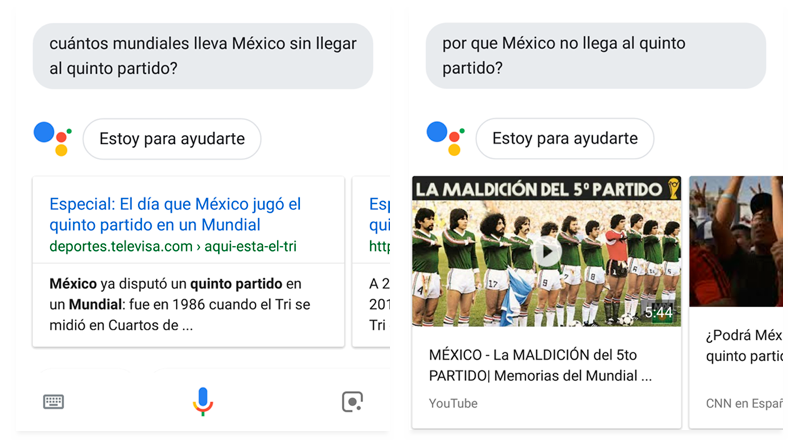 cuántos mundiales lleva México sin llegar
al quinto partido?
Estoy para ayudarte
Especial: El día que México jugó el
quinto partido en un Mundial
deportes.televisa.com › aqui-esta-el-tri
México ya disputó un quinto partido en
un Mundial: fue en 1986 cuando el Tri se
midió en Cuartos de ...
Esp
qui
http
A 2
201
Tri
por que México no llega al quinto
partido?
Estoy para ayudarte
LA MALDICIÓN DEL 5º PARTIDO
5:44
MÉXICO - La MALDICIÓN del 5to
PARTIDO| Memorias del Mundial ...
YouTube
¿Podrá Méx
quinto partid
CNN en Españ